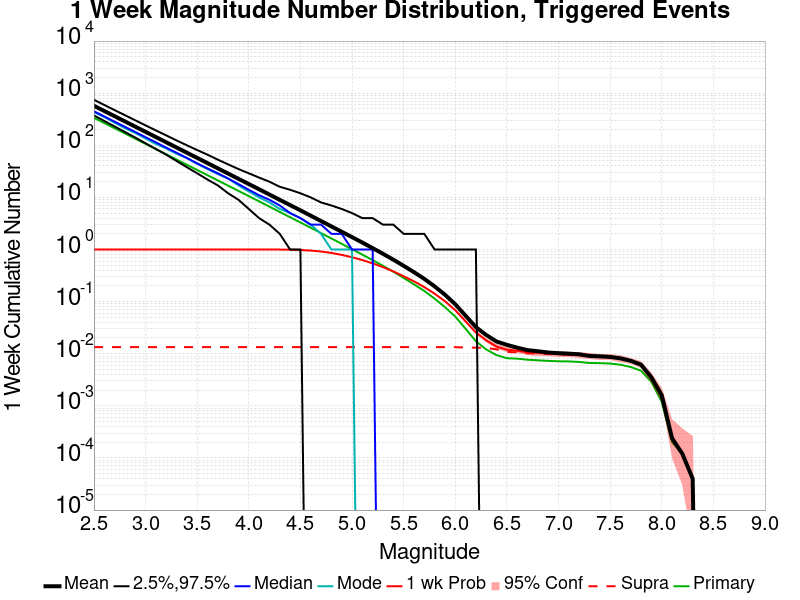 1 Week Magnitude Number Distribution, Triggered Events
1 Week Cumulative Number
10^4
10^3
10^2
10^1
10^0
10^-1
10^-2
10^-3
10^-4
10^-5
2.5 3.0 3.5 4.0 4.5 5.0 5.5 6.0 6.5 7.0 7.5 8.0 8.5 9.0
Magnitude
Mean 2.5%,97.5% Median Mode 1 wk Prob 95% Conf Supra Primary